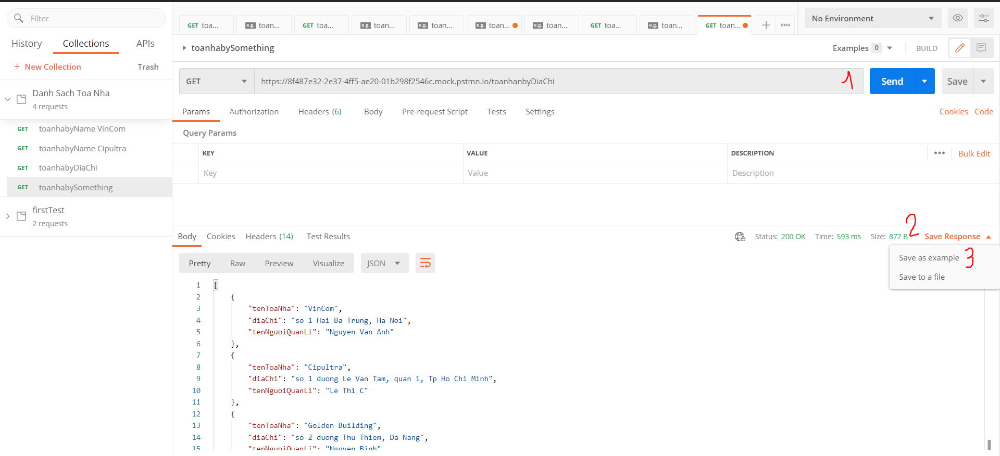 Filter
History Collections APIs
+ New Collection Trash
Danh Sach Toa Nha
4 requests
GET toanhabyName VinCom
GET toanhabyName Cipultra
GET toanhabyDiaChi
GET toanhabySomething
firstTest
2 requests
GET toa... e.g. toan... GET toa... e.g. toan... e.g. toan... e.g. toan... e.g. toan... GET toa... e.g. toan... GET toan...
No Environment
toanhabySomething
Examples 0 BUILD
GET https://8f487e32-2e37-4ff5-ae20-01b298f2546c.mock.pstmn.io/toanhanbyDiaChi 1 Send Save
Params Authorization Headers (6) Body Pre-request Script Tests Settings Cookies Code
Query Params
KEY VALUE DESCRIPTION ••• Bulk Edit
Key Value Description
2
Body Cookies Headers (14) Test Results Status: 200 OK Time: 593 ms Size: 877 B Save Response
Save as example 3
Save to a file
Pretty Raw Preview Visualize JSON
1 [
2 {
3 "tenToaNha": "VinCom",
4 "diaChi": "so 1 Hai Ba Trung, Ha Noi",
5 "tenNguoiQuanLi": "Nguyen Van Anh"
6 },
7 {
8 "tenToaNha": "Cipultra",
9 "diaChi": "so 1 duong Le Van Tam, quan 1, Tp Ho Chi Minh",
10 "tenNguoiQuanLi": "Le Thi C"
11 },
12 {
13 "tenToaNha": "Golden Building",
14 "diaChi": "so 2 duong Thu Thiem, Da Nang",
15 "tenNguoiQuanLi": "Nguyen Binh"